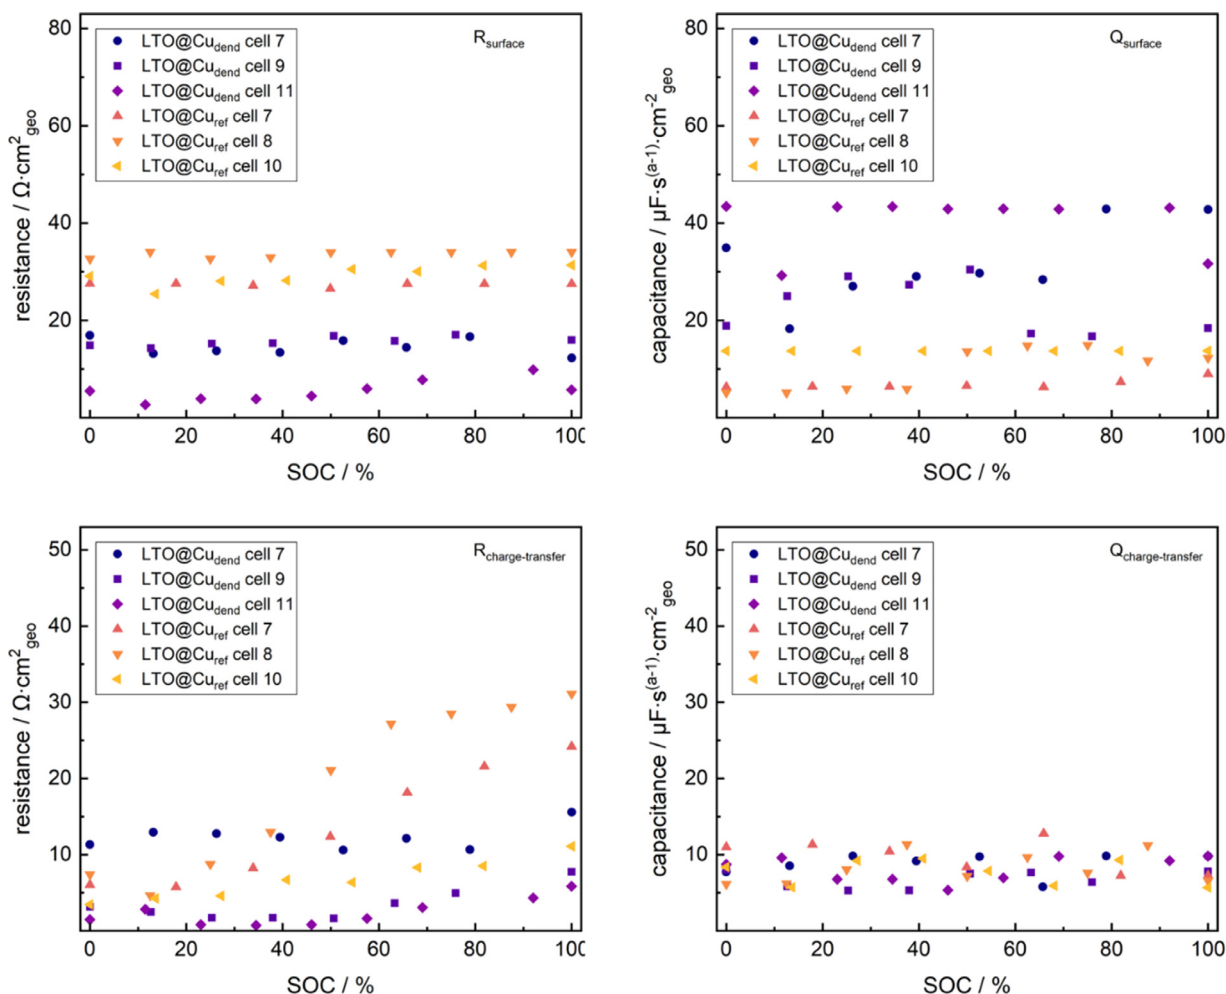 80
60
40
20
0
20
40
60
80
100
resistance / Ω·cm²geo
SOC / %
LTO@Cudend cell 7
LTO@Cudend cell 9
LTO@Cudend cell 11
LTO@Curef cell 7
LTO@Curef cell 8
LTO@Curef cell 10
Rsurface
80
60
40
20
0
20
40
60
80
100
capacitance / µF·s(a-1)·cm-2geo
SOC / %
LTO@Cudend cell 7
LTO@Cudend cell 9
LTO@Cudend cell 11
LTO@Curef cell 7
LTO@Curef cell 8
LTO@Curef cell 10
Qsurface
50
40
30
20
10
0
20
40
60
80
100
resistance / Ω·cm²geo
SOC / %
LTO@Cudend cell 7
LTO@Cudend cell 9
LTO@Cudend cell 11
LTO@Curef cell 7
LTO@Curef cell 8
LTO@Curef cell 10
Rcharge-transfer
50
40
30
20
10
0
20
40
60
80
100
capacitance / µF·s(a-1)·cm-2geo
SOC / %
LTO@Cudend cell 7
LTO@Cudend cell 9
LTO@Cudend cell 11
LTO@Curef cell 7
LTO@Curef cell 8
LTO@Curef cell 10
Qcharge-transfer